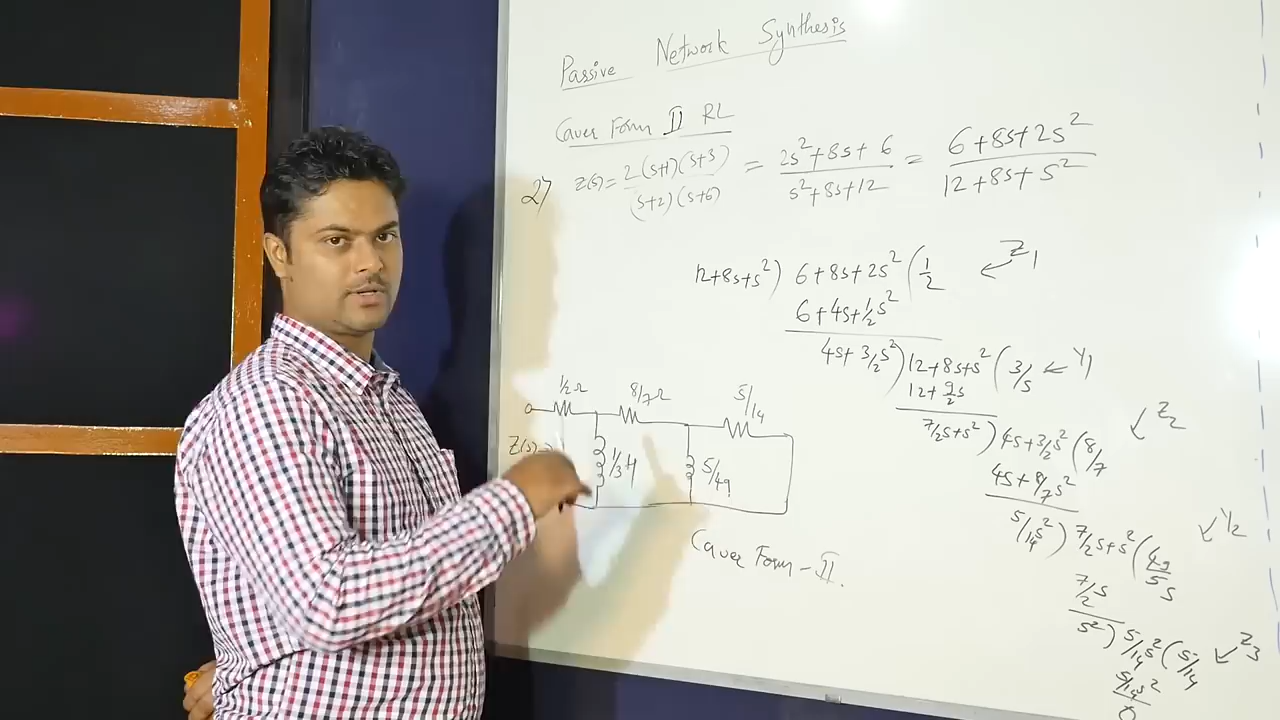 Passive Network Synthesis
Cauer Form II RL
27 Z(s) = 2(s+1)(s+3) / (s+2)(s+6) = 2s²+8s+6 / s²+8s+12 = 6+8s+2s² / 12+8s+s²
12+8s+s² ) 6+8s+2s² ( 1/2 ← Z1
6+4s+1/2 s²
4s+3/2 s² ) 12+8s+s² ( 3/s ← Y1
12+9/2 s
7/2 s+s² ) 4s+3/2 s² ( 8/7 ← Z2
4s+8/7 s²
5/14 s² ) 7/2 s+s² ( 49/5s ← Y2
7/2 s
s² ) 5/14 s² ( 5/14 ← Z3
5/14 s²
0
1/2 Ω 8/7 Ω 5/14
Z(s) → 1/3 H 5/49
Cauer Form - II.